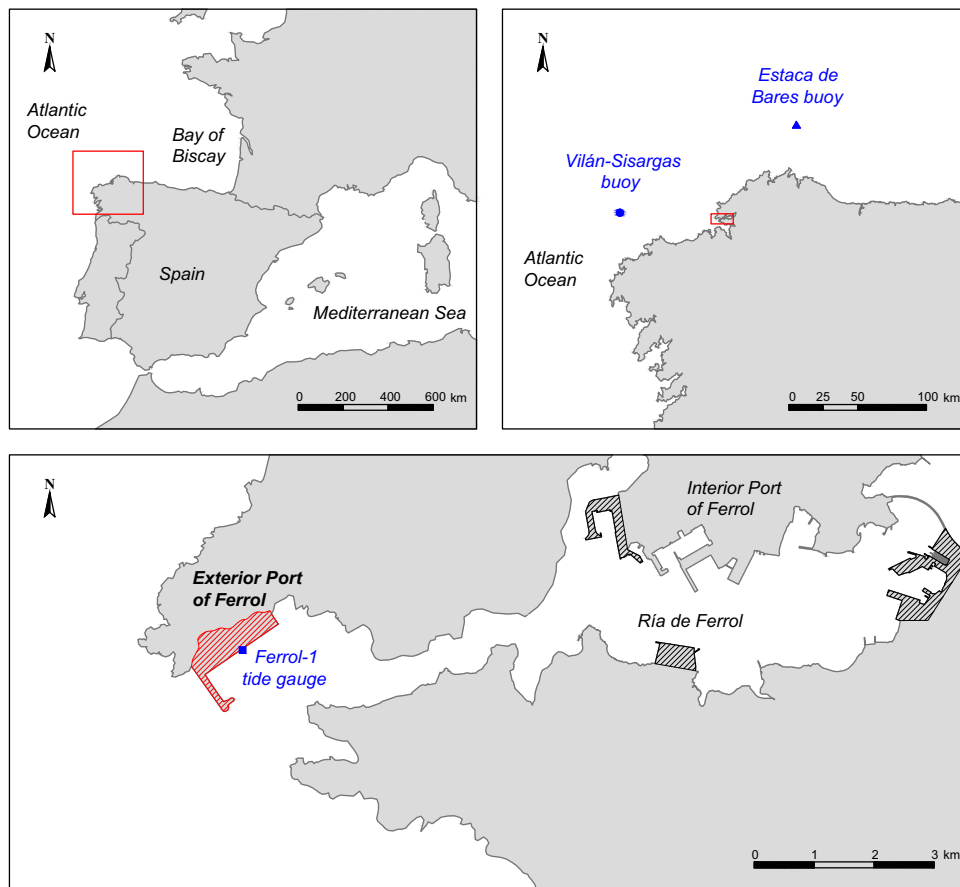 N
Atlantic
Ocean
Bay of
Biscay
Spain
Mediterranean Sea
0 200 400 600 km
N
Estaca de
Bares buoy
Vilán-Sisargas
buoy
Atlantic
Ocean
0 25 50 100 km
N
Interior Port
of Ferrol
Exterior Port
of Ferrol
Ría de Ferrol
Ferrol-1
tide gauge
0 1 2 3 km